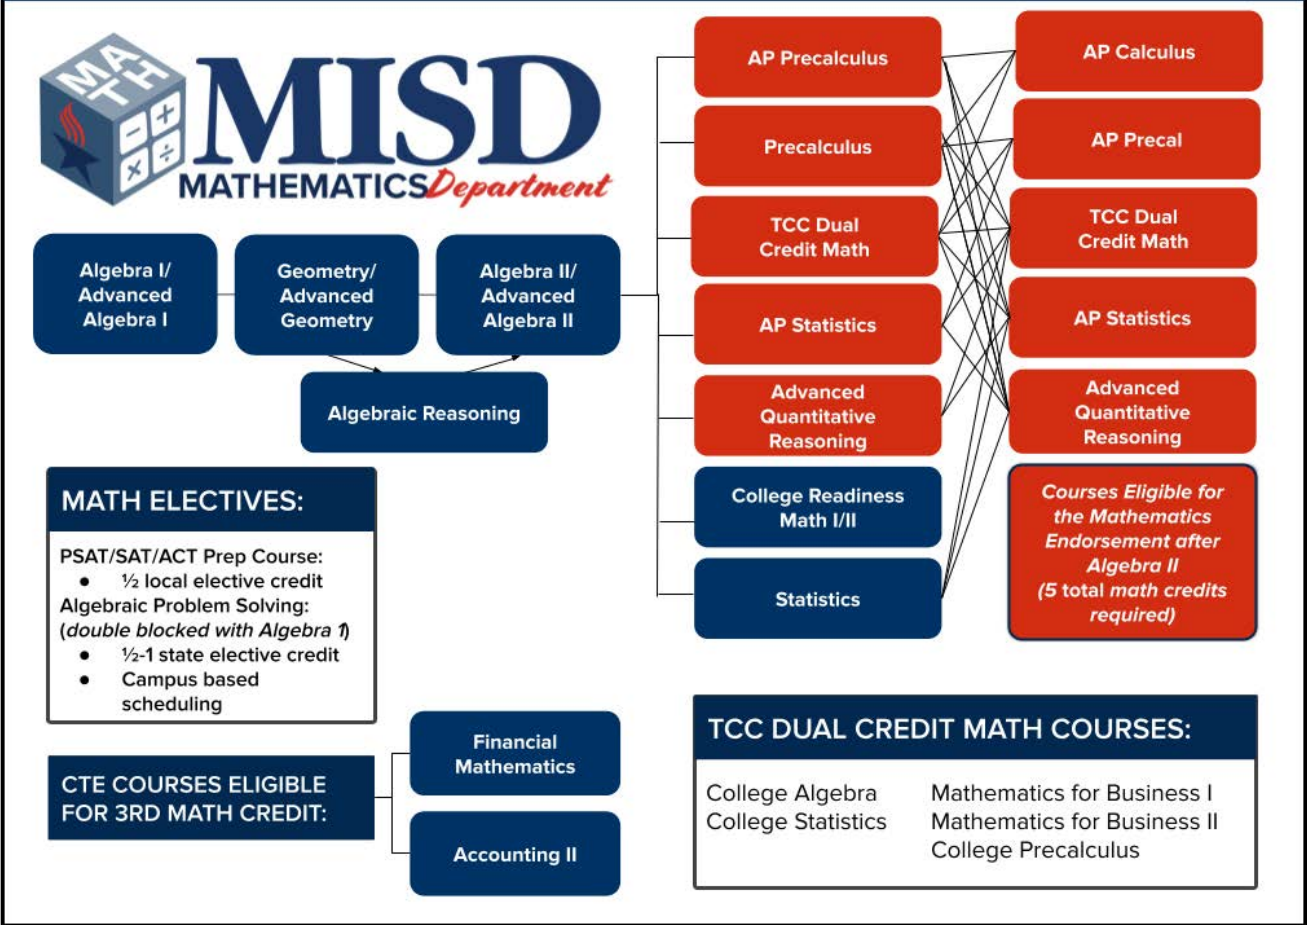 MATH
MISD
MATHEMATICS Department
Algebra I/
Advanced
Algebra I
Geometry/
Advanced
Geometry
Algebra II/
Advanced
Algebra II
Algebraic Reasoning
AP Precalculus
Precalculus
TCC Dual
Credit Math
AP Statistics
Advanced
Quantitative
Reasoning
College Readiness
Math I/II
Statistics
AP Calculus
AP Precal
TCC Dual
Credit Math
AP Statistics
Advanced
Quantitative
Reasoning
Courses Eligible for
the Mathematics
Endorsement after
Algebra II
(5 total math credits
required)
MATH ELECTIVES:
PSAT/SAT/ACT Prep Course:
● ½ local elective credit
Algebraic Problem Solving:
(double blocked with Algebra 1)
● ½-1 state elective credit
● Campus based
scheduling
CTE COURSES ELIGIBLE
FOR 3RD MATH CREDIT:
Financial
Mathematics
Accounting II
TCC DUAL CREDIT MATH COURSES:
College Algebra
College Statistics
Mathematics for Business I
Mathematics for Business II
College Precalculus